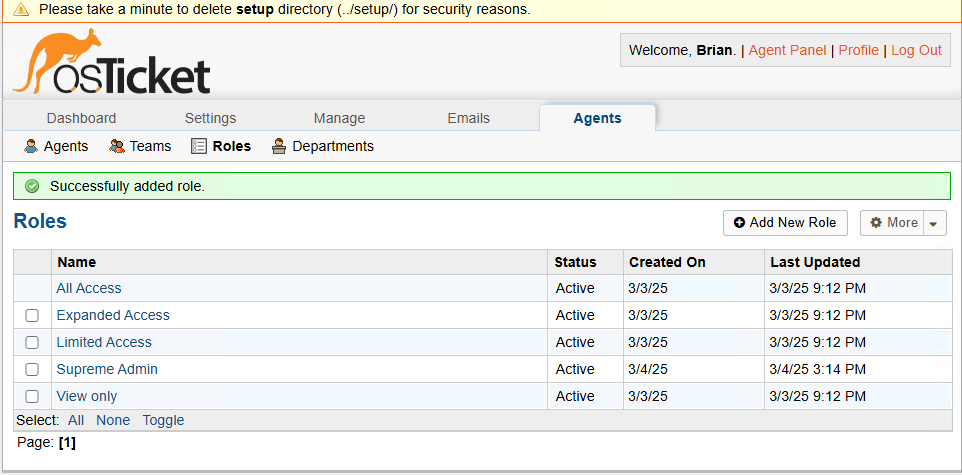 Please take a minute to delete setup directory (../setup/) for security reasons.
Welcome, Brian. | Agent Panel | Profile | Log Out
osTicket
Dashboard Settings Manage Emails Agents
Agents Teams Roles Departments
Successfully added role.
Roles
Add New Role More
Name Status Created On Last Updated
All Access Active 3/3/25 3/3/25 9:12 PM
Expanded Access Active 3/3/25 3/3/25 9:12 PM
Limited Access Active 3/3/25 3/3/25 9:12 PM
Supreme Admin Active 3/4/25 3/4/25 3:14 PM
View only Active 3/3/25 3/3/25 9:12 PM
Select: All None Toggle
Page: [1]